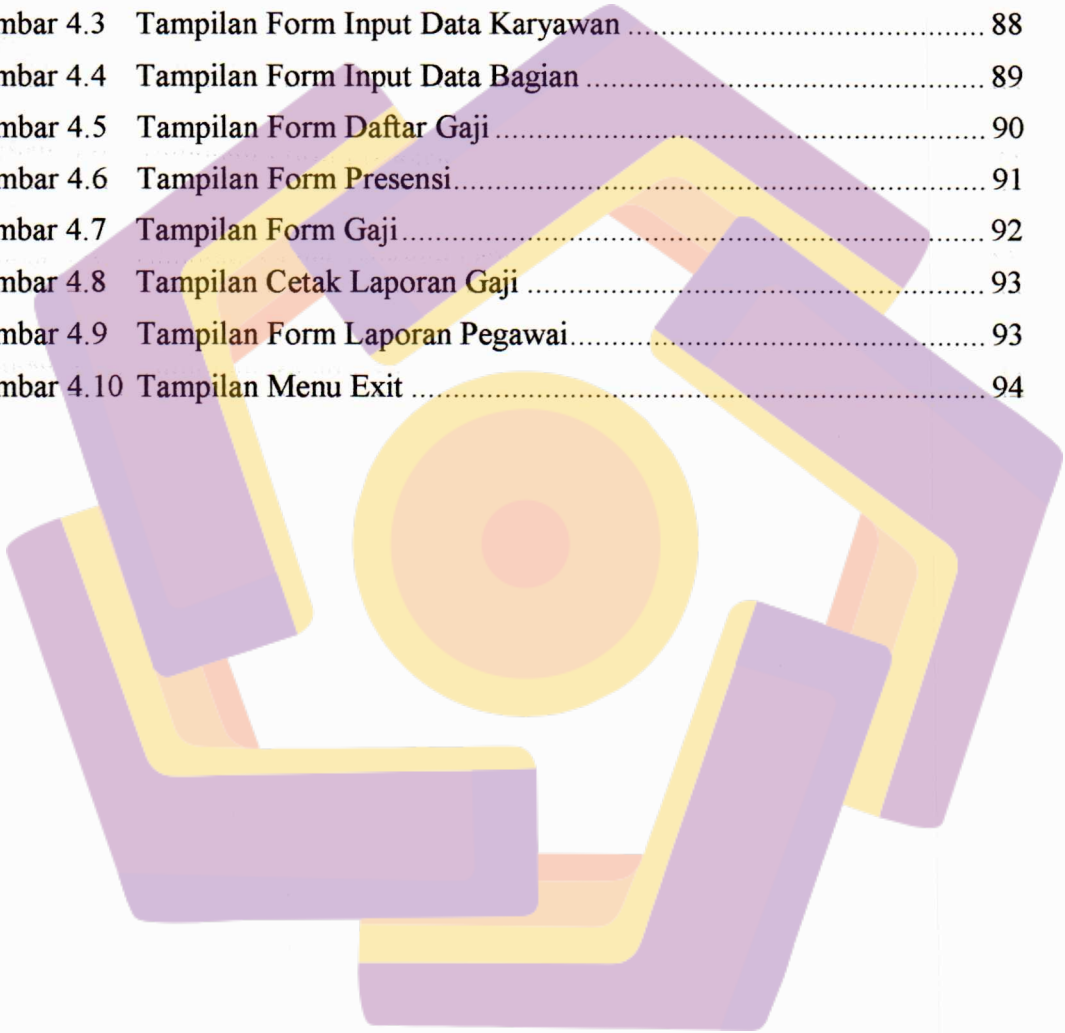 mbar 4.3 Tampilan Form Input Data Karyawan ........................................ 88
mbar 4.4 Tampilan Form Input Data Bagian ............................................. 89
mbar 4.5 Tampilan Form Daftar Gaji ......................................................... 90
mbar 4.6 Tampilan Form Presensi............................................................. 91
mbar 4.7 Tampilan Form Gaji................................................................... 92
mbar 4.8 Tampilan Cetak Laporan Gaji .................................................... 93
mbar 4.9 Tampilan Form Laporan Pegawai............................................... 93
mbar 4.10 Tampilan Menu Exit ................................................................. 94